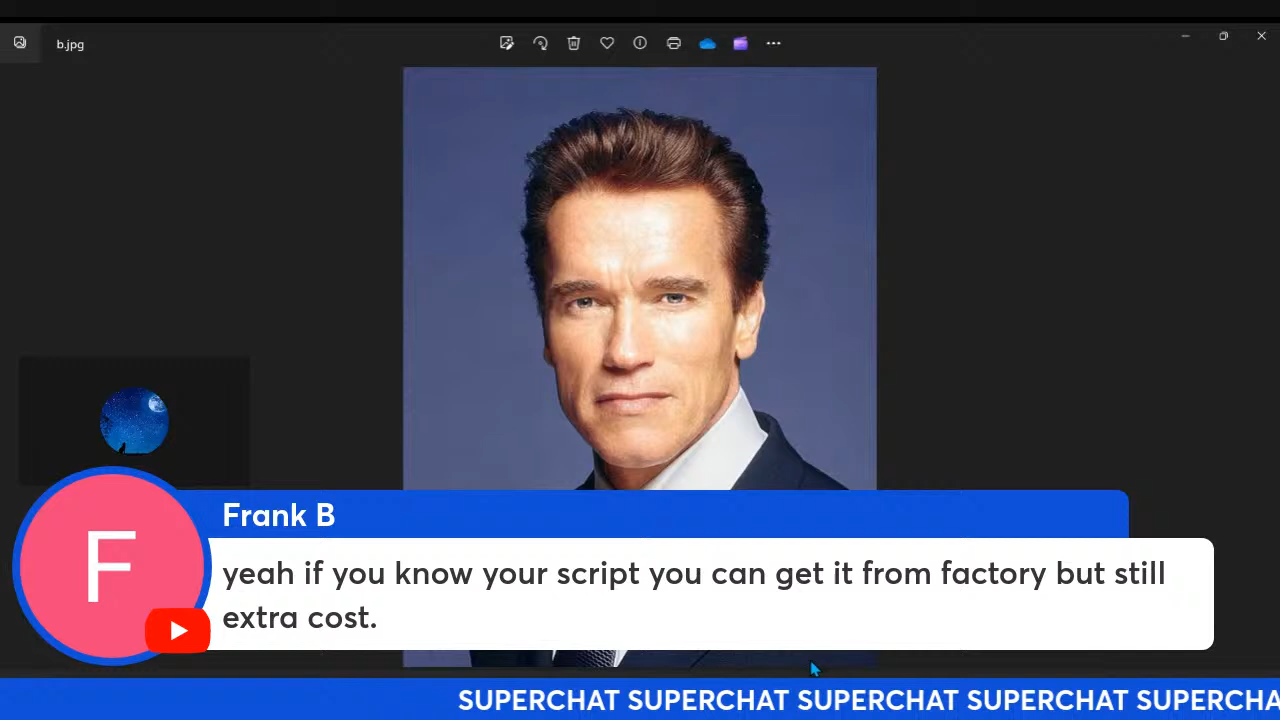 b.jpg
F
Frank B
yeah if you know your script you can get it from factory but still
extra cost.
SUPERCHAT SUPERCHAT SUPERCHAT SUPERCHAT SUPERCHA